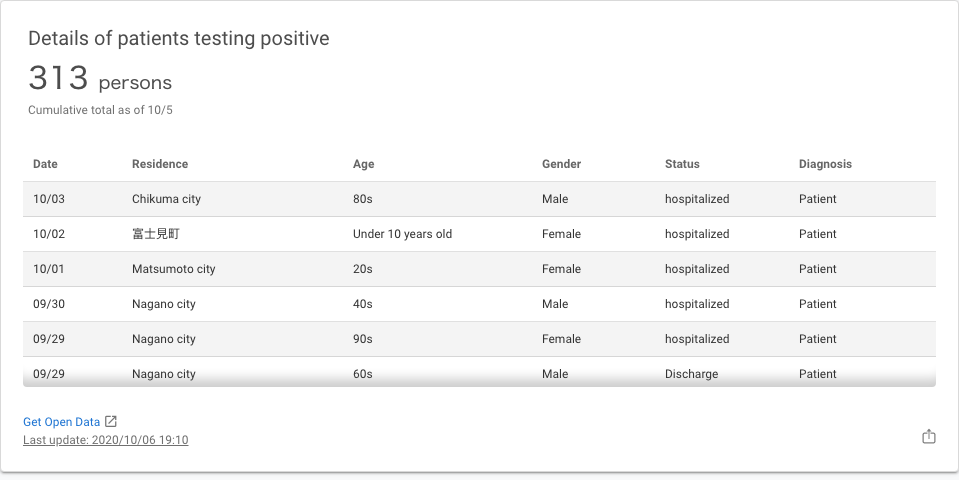 Details of patients testing positive
313 persons
Cumulative total as of 10/5
Date Residence Age Gender Status Diagnosis
10/03 Chikuma city 80s Male hospitalized Patient
10/02 富士見町 Under 10 years old Female hospitalized Patient
10/01 Matsumoto city 20s Female hospitalized Patient
09/30 Nagano city 40s Male hospitalized Patient
09/29 Nagano city 90s Female hospitalized Patient
09/29 Nagano city 60s Male Discharge Patient
Get Open Data
Last update: 2020/10/06 19:10